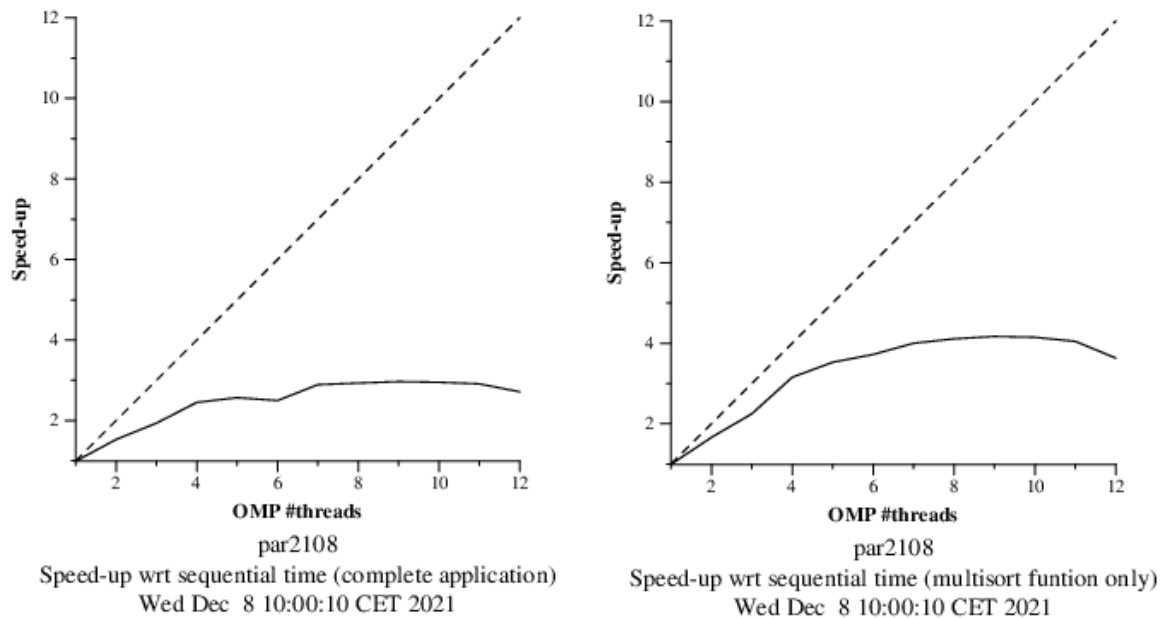 12
10
8
6
4
2
Speed-up
2 4 6 8 10 12
OMP #threads
par2108
Speed-up wrt sequential time (complete application)
Wed Dec 8 10:00:10 CET 2021
12
10
8
6
4
2
Speed-up
2 4 6 8 10 12
OMP #threads
par2108
Speed-up wrt sequential time (multisort funtion only)
Wed Dec 8 10:00:10 CET 2021